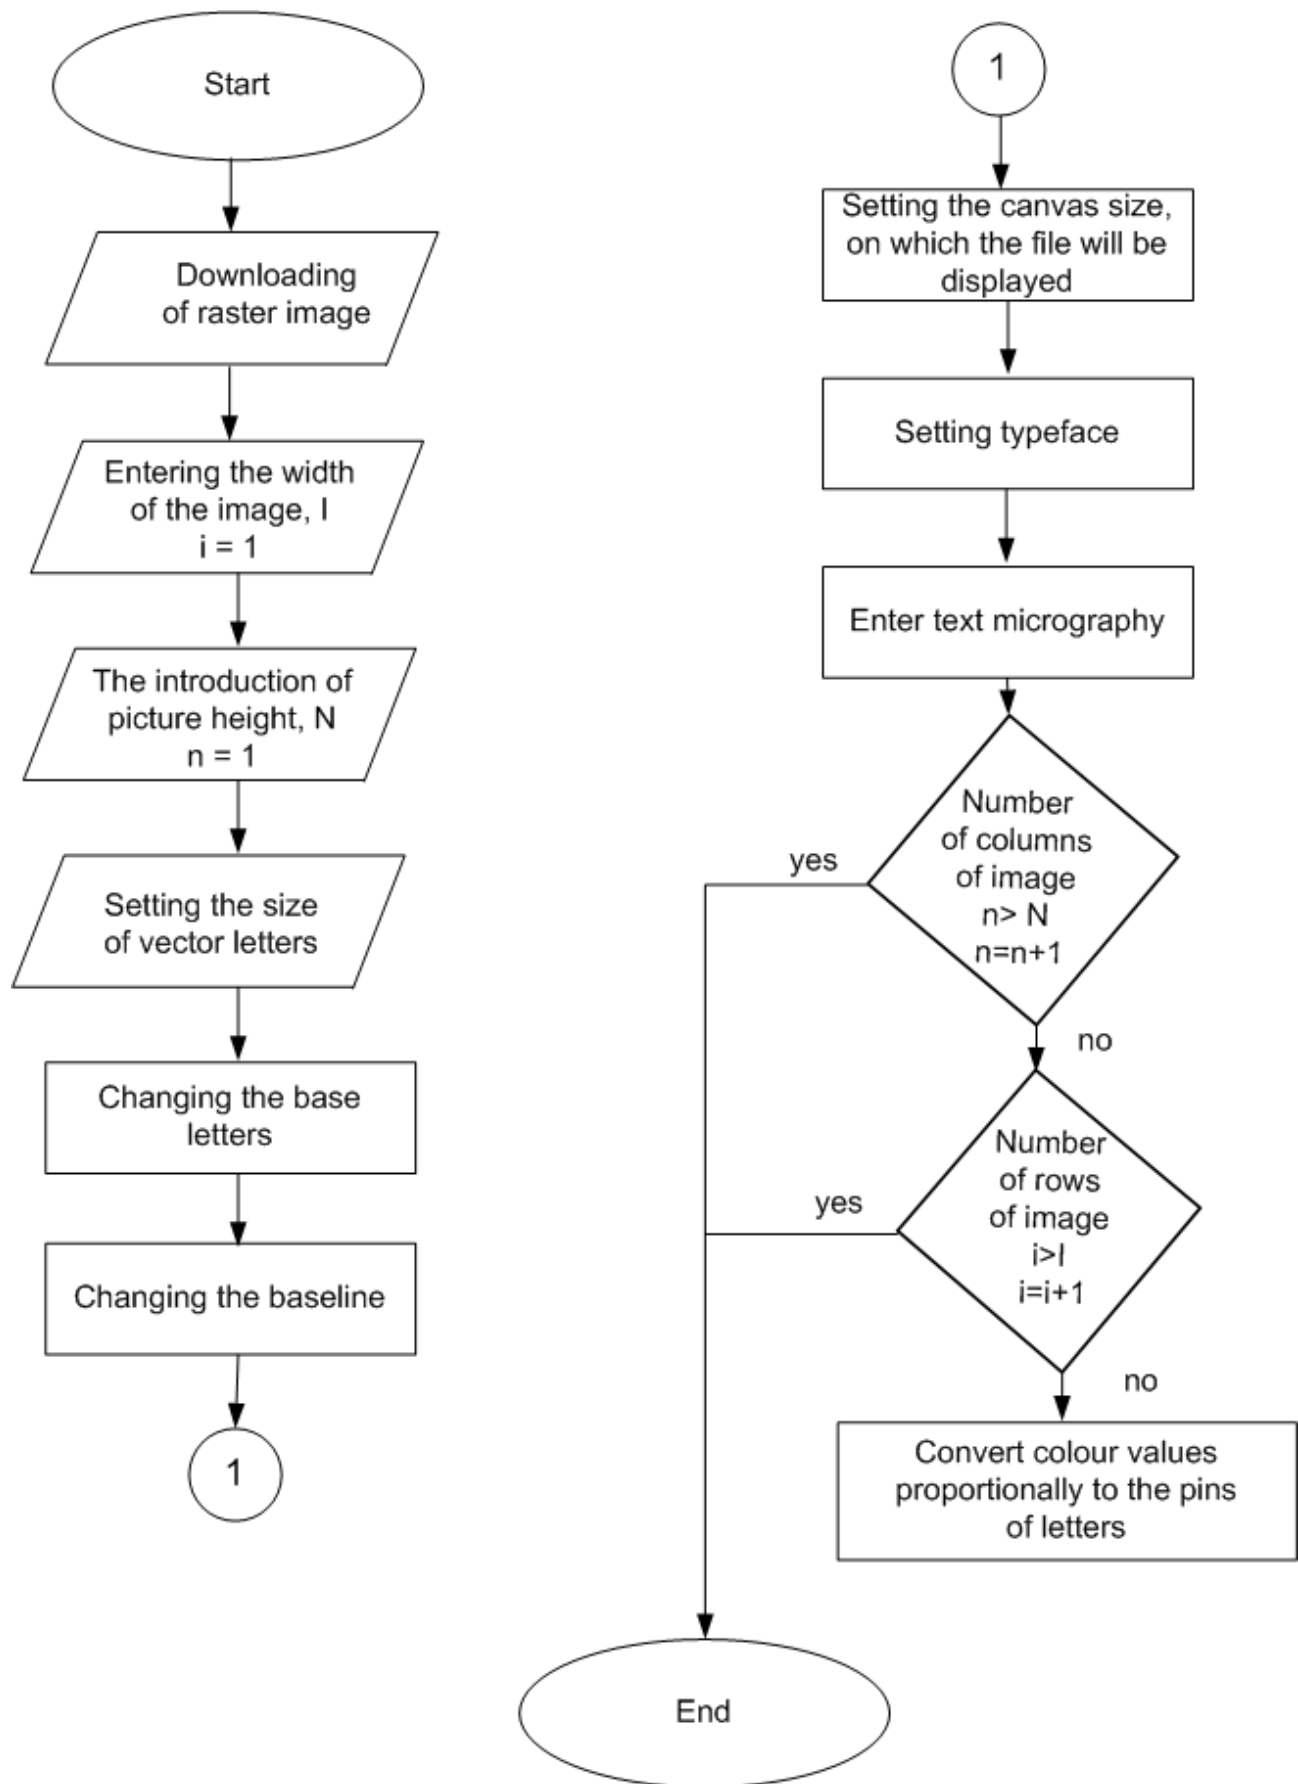 Start
Downloading
of raster image
Entering the width
of the image, I
i = 1
The introduction of
picture height, N
n = 1
Setting the size
of vector letters
Changing the base
letters
Changing the baseline
1
1
Setting the canvas size,
on which the file will be
displayed
Setting typeface
Enter text micrography
Number
of columns
of image
n> N
n=n+1
yes
no
Number
of rows
of image
i>I
i=i+1
yes
no
Convert colour values
proportionally to the pins
of letters
End